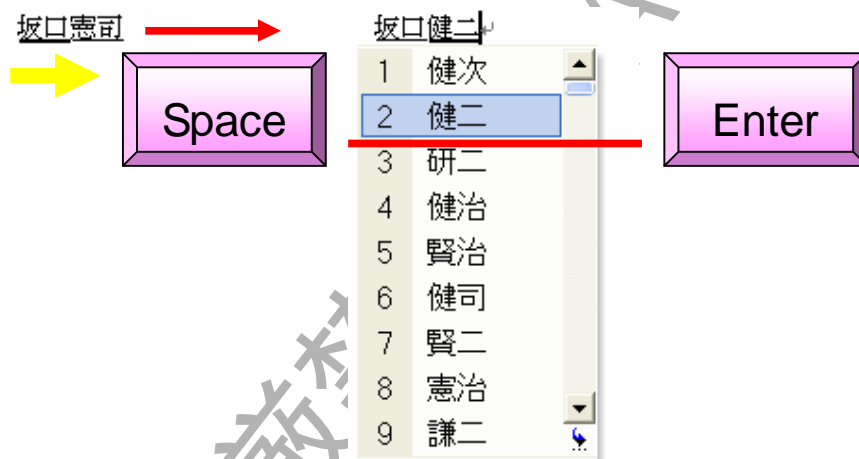 坂口憲司
Space
坂口健二
1 健次
2 健二
3 研二
4 健治
5 賢治
6 健司
7 賢二
8 憲治
9 謙二
Enter